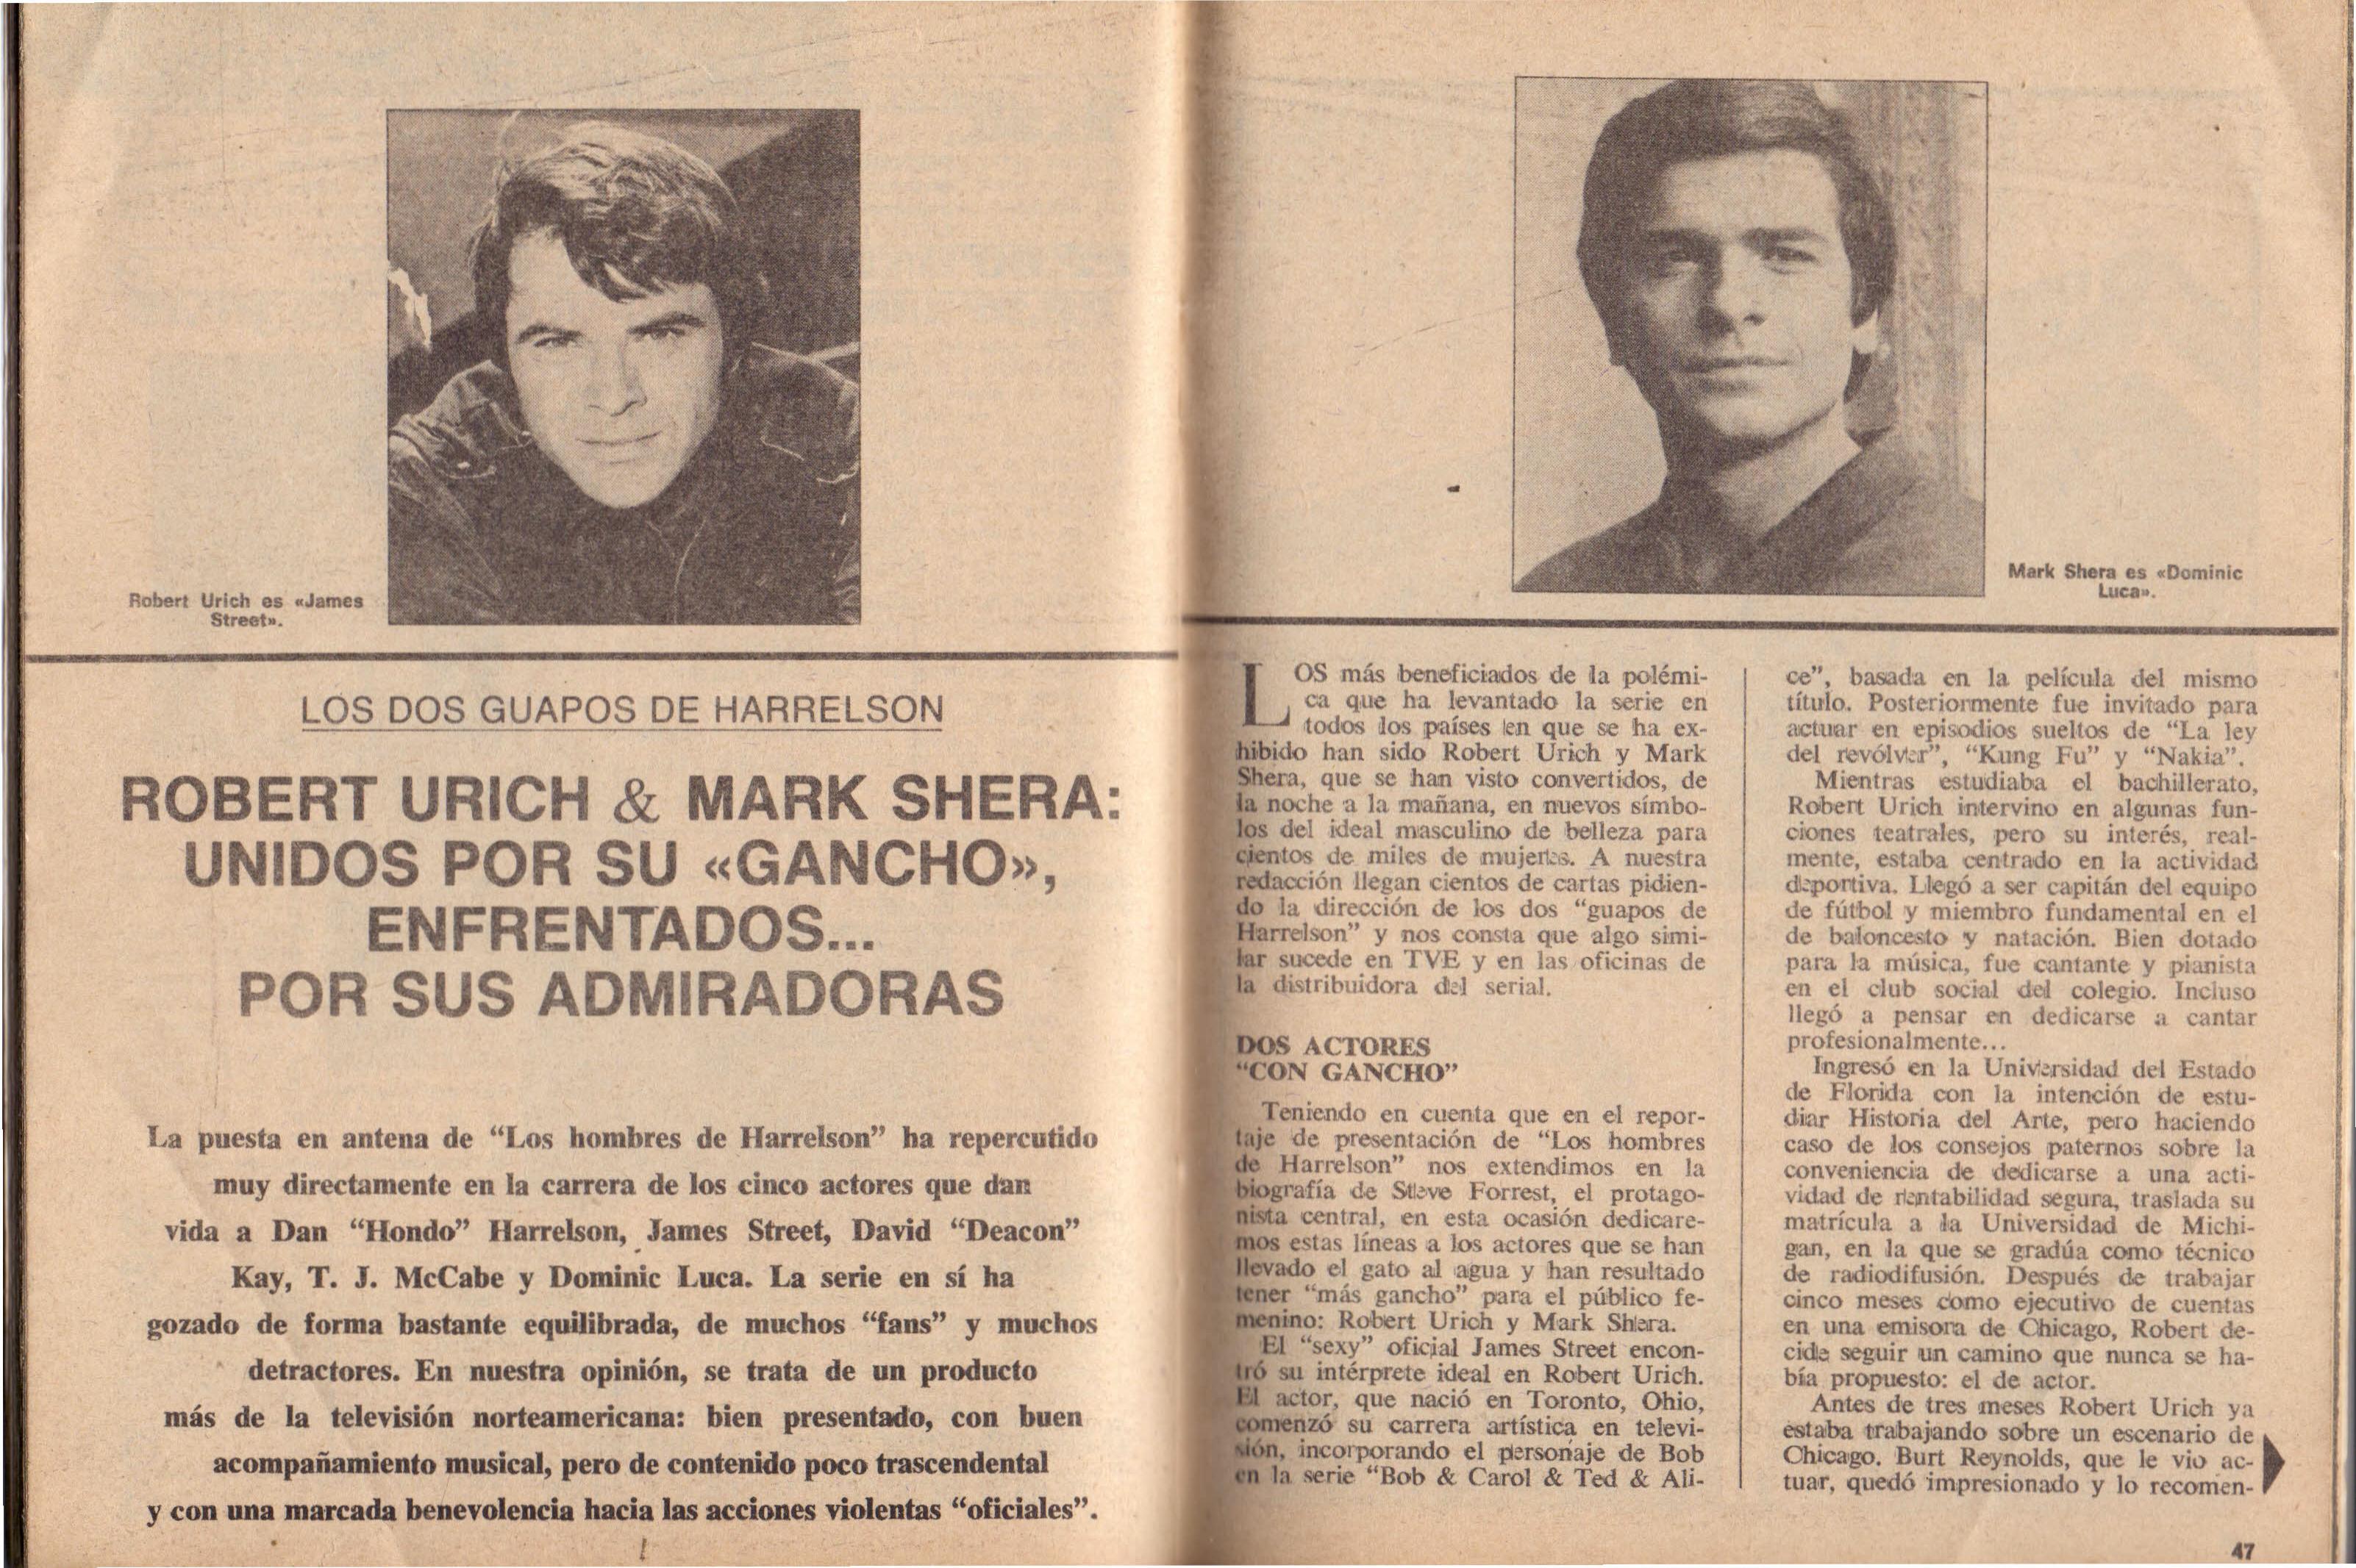 Robert Urich es «James
Street».
LOS DOS GUAPOS DE HARRELSON
ROBERT URICH & MARK SHERA:
UNIDOS POR SU «GANCHO»,
ENFRENTADOS...
POR SUS ADMIRADORAS
La puesta en antena de “Los hombres de Harrelson” ha repercutido
muy directamente en la carrera de los cinco actores que dan
vida a Dan “Hondo” Harrelson, James Street, David “Deacon”
Kay, T. J. McCabe y Dominic Luca. La serie en sí ha
gozado de forma bastante equilibrada, de muchos “fans” y muchos
detractores. En nuestra opinión, se trata de un producto
más de la televisión norteamericana: bien presentado, con buen
acompañamiento musical, pero de contenido poco trascendental
y con una marcada benevolencia hacia las acciones violentas “oficiales”.
Mark Shera es «Dominic
Luca».
LOS más beneficiados de la polémi-
ca que ha levantado la serie en
todos los países en que se ha ex-
hibido han sido Robert Urich y Mark
Shera, que se han visto convertidos, de
la noche a la mañana, en nuevos símbo-
los del ideal masculino de belleza para
cientos de miles de mujeres. A nuestra
redacción llegan cientos de cartas pidien-
do la dirección de los dos “guapos de
Harrelson” y nos consta que algo simi-
lar sucede en TVE y en las oficinas de
la distribuidora del serial.
DOS ACTORES
“CON GANCHO”
Teniendo en cuenta que en el repor-
taje de presentación de “Los hombres
de Harrelson” nos extendimos en la
biografía de Steve Forrest, el protago-
nista central, en esta ocasión dedicare-
mos estas líneas a los actores que se han
llevado el gato al agua y han resultado
tener “más gancho” para el público fe-
menino: Robert Urich y Mark Shera.
El “sexy” oficial James Street encon-
tró su intérprete ideal en Robert Urich.
El actor, que nació en Toronto, Ohio,
comenzó su carrera artística en televi-
sión, incorporando el personaje de Bob
en la serie “Bob & Carol & Ted & Ali-
ce”, basada en la película del mismo
título. Posteriormente fue invitado para
actuar en episodios sueltos de “La ley
del revólver”, “Kung Fu” y “Nakia”.
Mientras estudiaba el bachillerato,
Robert Urich intervino en algunas fun-
ciones teatrales, pero su interés, real-
mente, estaba centrado en la actividad
deportiva. Llegó a ser capitán del equipo
de fútbol y miembro fundamental en el
de baloncesto y natación. Bien dotado
para la música, fue cantante y pianista
en el club social del colegio. Incluso
llegó a pensar en dedicarse a cantar
profesionalmente...
Ingresó en la Universidad del Estado
de Florida con la intención de estu-
diar Historia del Arte, pero haciendo
caso de los consejos paternos sobre la
conveniencia de dedicarse a una acti-
vidad de rentabilidad segura, traslada su
matrícula a la Universidad de Michi-
gan, en la que se gradúa como técnico
de radiodifusión. Después de trabajar
cinco meses como ejecutivo de cuentas
en una emisora de Chicago, Robert de-
cide seguir un camino que nunca se ha-
bía propuesto: el de actor.
Antes de tres meses Robert Urich ya
estaba trabajando sobre un escenario de
Chicago. Burt Reynolds, que le vio ac-
tuar, quedó impresionado y lo recomen-
47